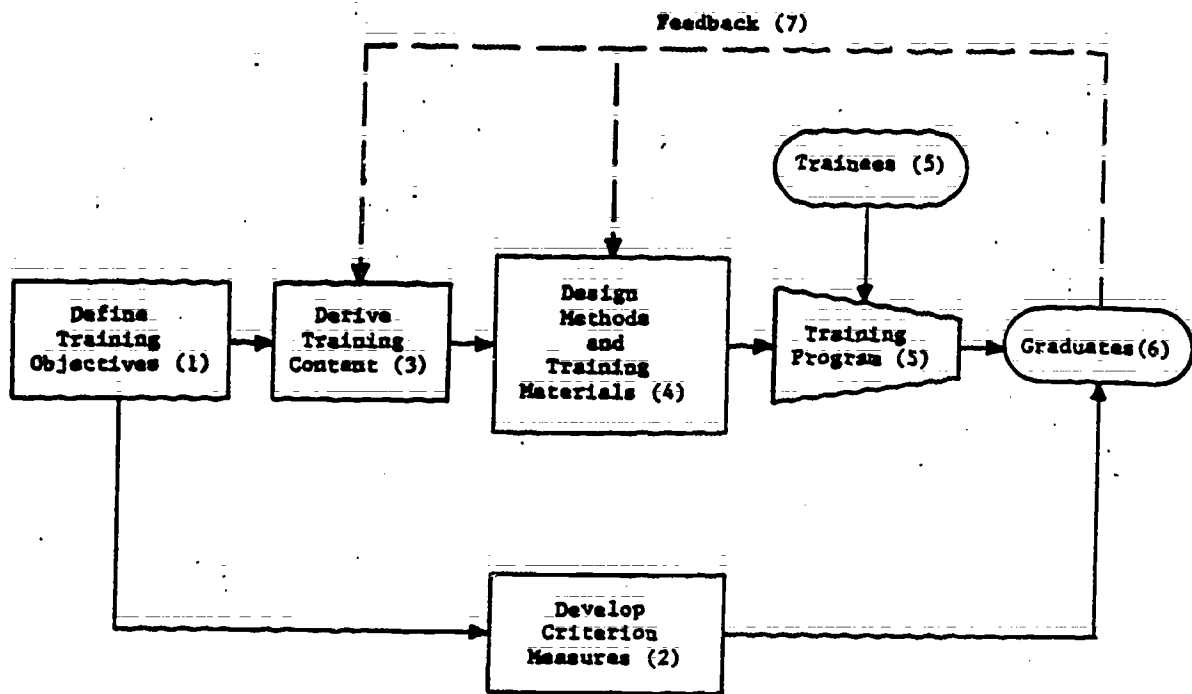 Feedback (7)
Trainees (5)
Define
Training
Objectives (1)
Derive
Training
Content (3)
Design
Methods
and
Training
Materials (4)
Training
Program (5)
Graduates(6)
Develop
Criterion
Measures (2)